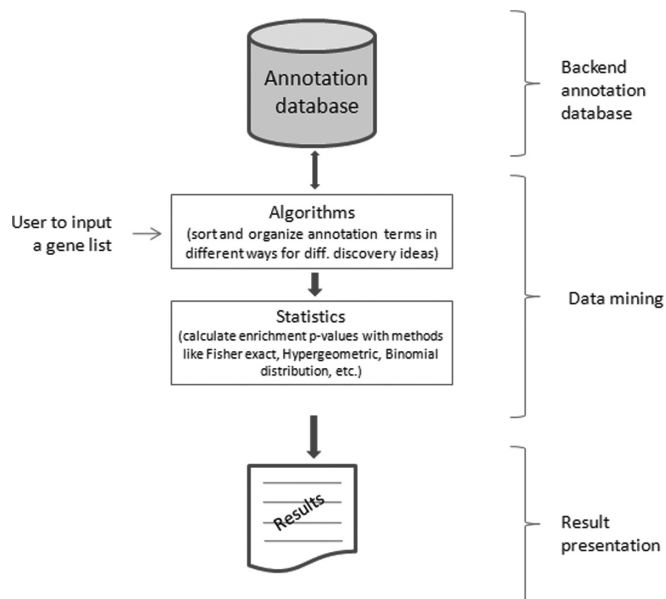 Annotation
database
Backend
annotation
database
User to input
a gene list
Algorithms
(sort and organize annotation terms in
different ways for diff. discovery ideas)
Statistics
(calculate enrichment p-values with methods
like Fisher exact, Hypergeometric, Binomial
distribution, etc.)
Data mining
Results
Result
presentation